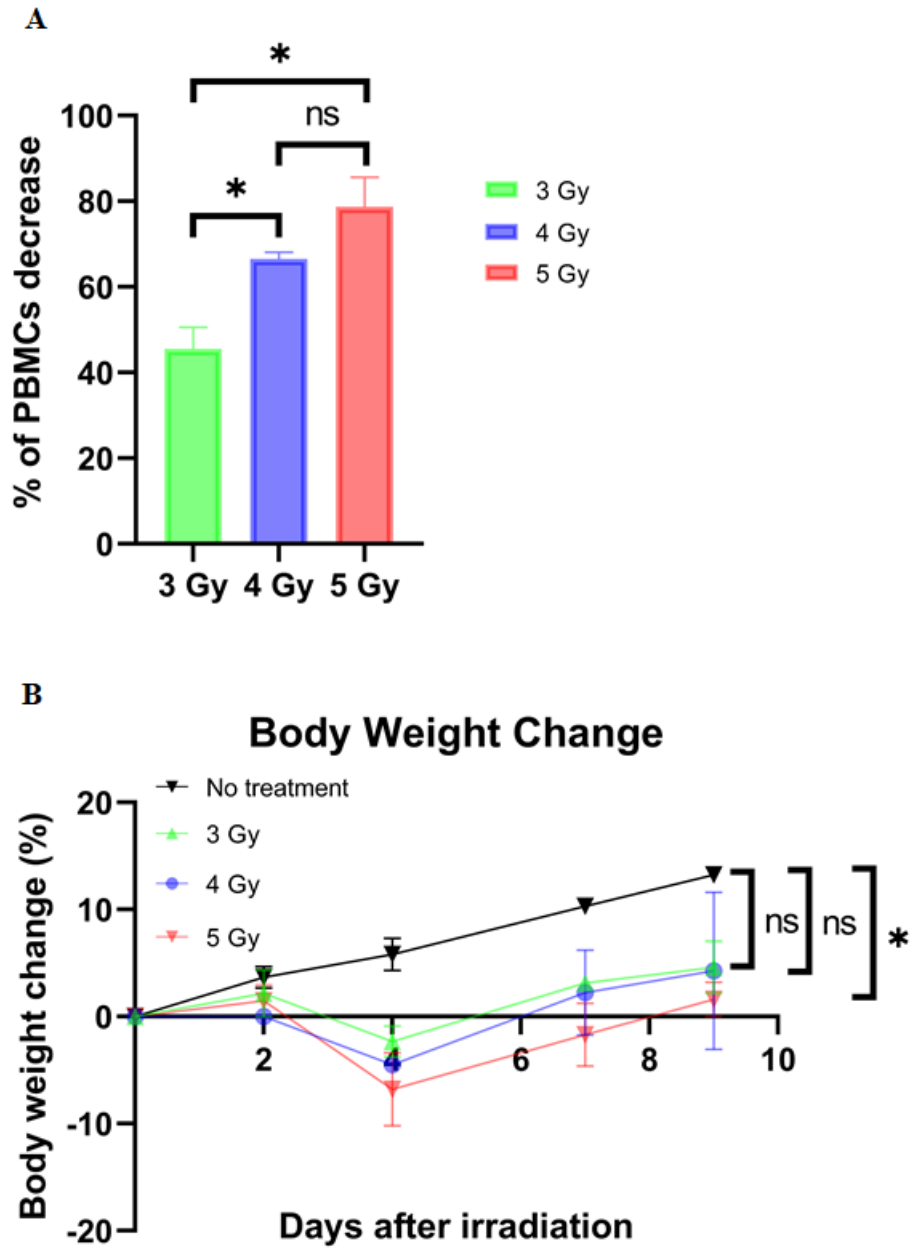 A
*
ns
*
100
80
60
40
20
0
% of PBMCs decrease
3 Gy 4 Gy 5 Gy
3 Gy
4 Gy
5 Gy
B
Body Weight Change
No treatment
3 Gy
4 Gy
5 Gy
20
10
0
-10
-20
Body weight change (%)
2 4 6 8 10
ns ns *
Days after irradiation